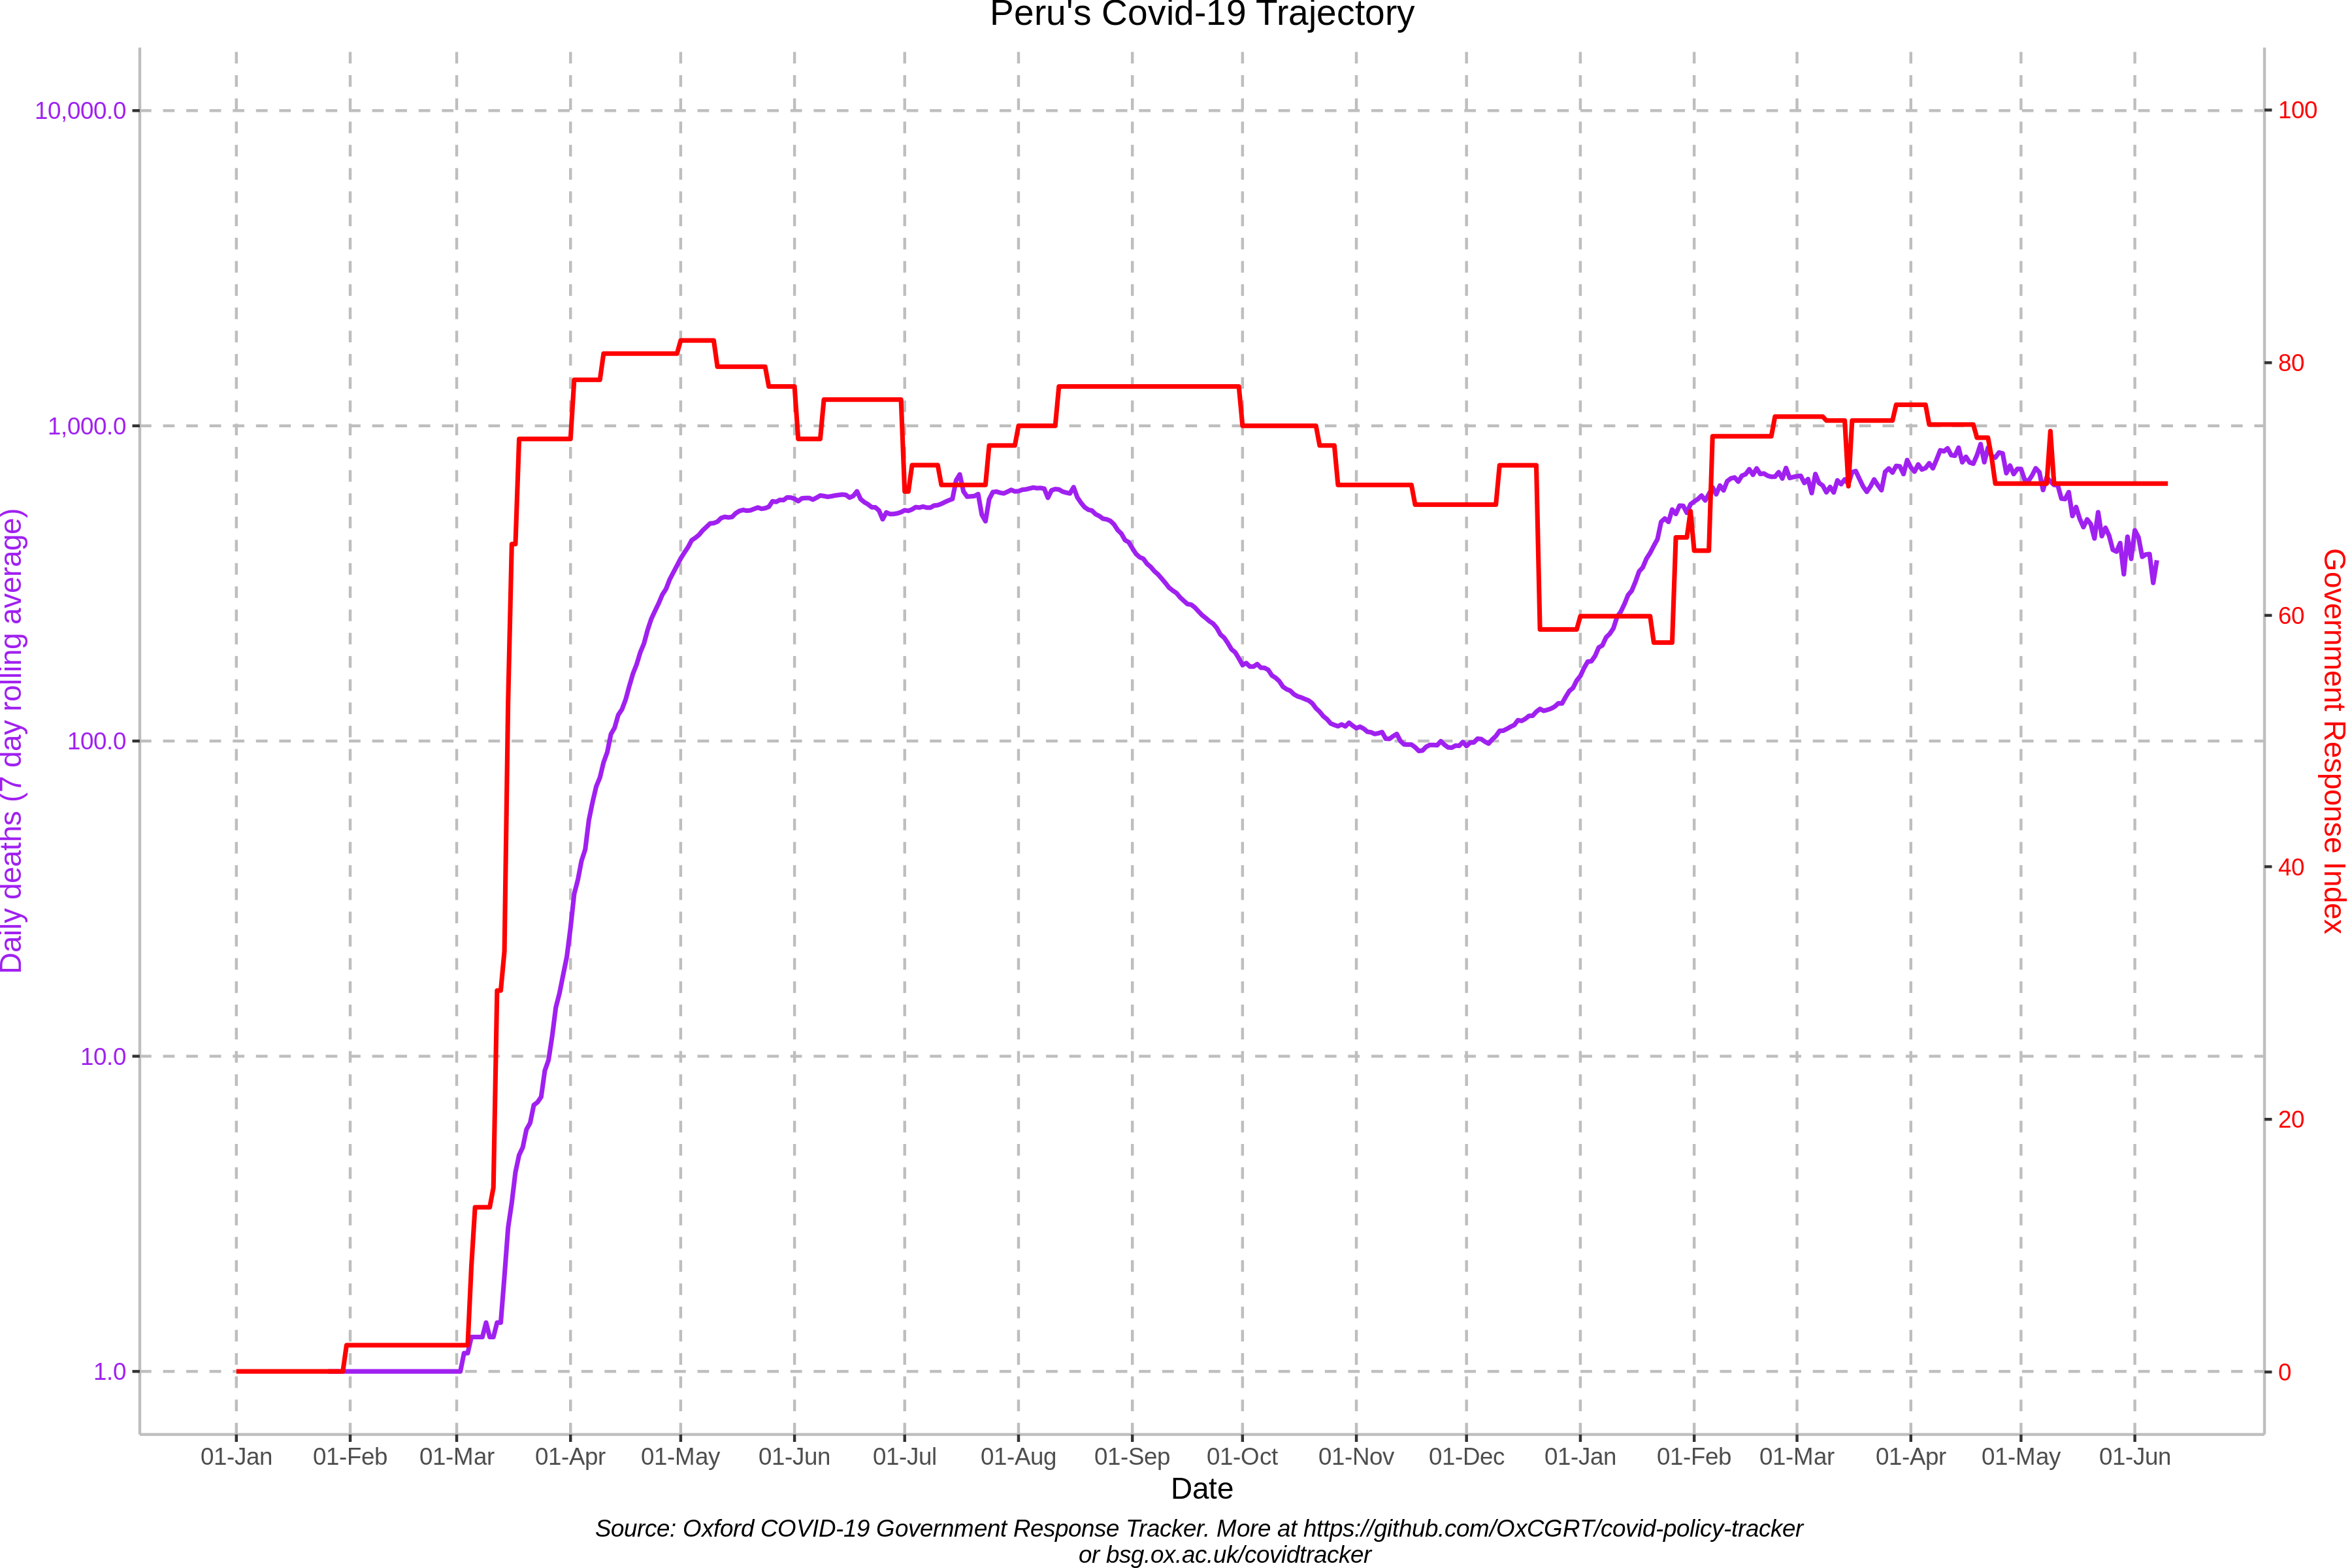 Peru's Covid-19 Trajectory
10,000.0
1,000.0
100.0
10.0
1.0
Daily deaths (7 day rolling average)
100
80
60
40
20
0
Government Response Index
01-Jan 01-Feb 01-Mar 01-Apr 01-May 01-Jun 01-Jul 01-Aug 01-Sep 01-Oct 01-Nov 01-Dec 01-Jan 01-Feb 01-Mar 01-Apr 01-May 01-Jun
Date
Source: Oxford COVID-19 Government Response Tracker. More at https://github.com/OxCGRT/covid-policy-tracker
or bsg.ox.ac.uk/covidtracker